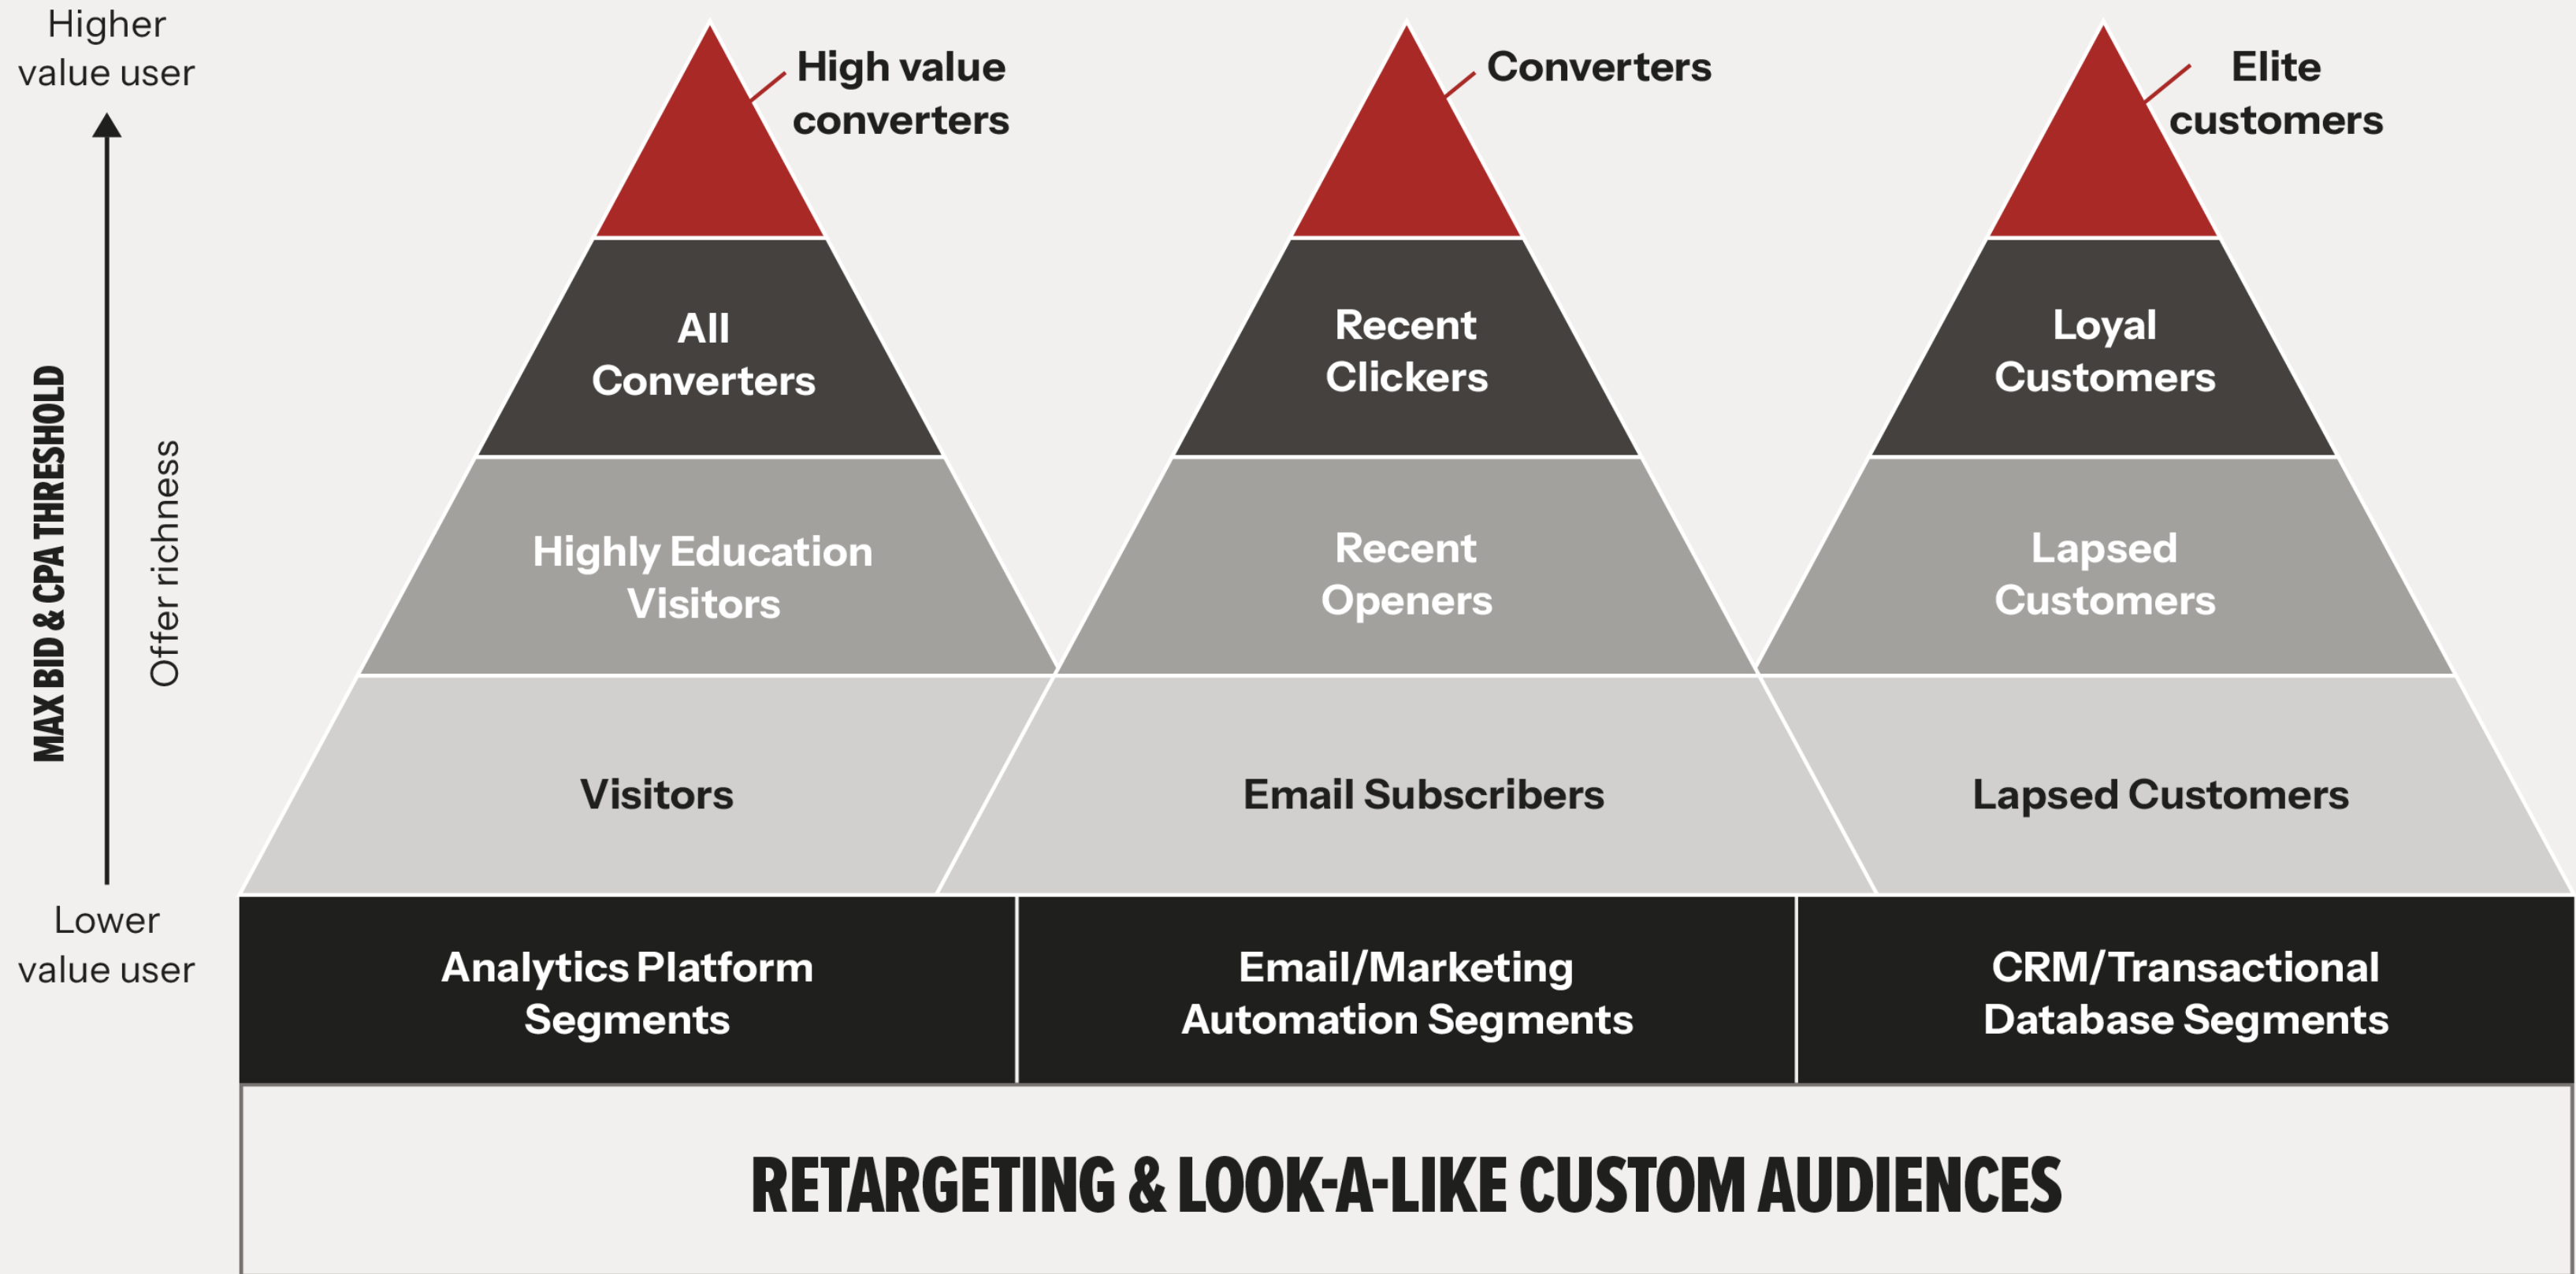 Higher
value user
MAX BID & CPA THRESHOLD
Offer richness
Lower
value user
High value
converters
All
Converters
Highly Education
Visitors
Visitors
Analytics Platform
Segments
Converters
Recent
Clickers
Recent
Openers
Email Subscribers
Email/Marketing
Automation Segments
Elite
customers
Loyal
Customers
Lapsed
Customers
Lapsed Customers
CRM/Transactional
Database Segments
RETARGETING & LOOK-A-LIKE CUSTOM AUDIENCES